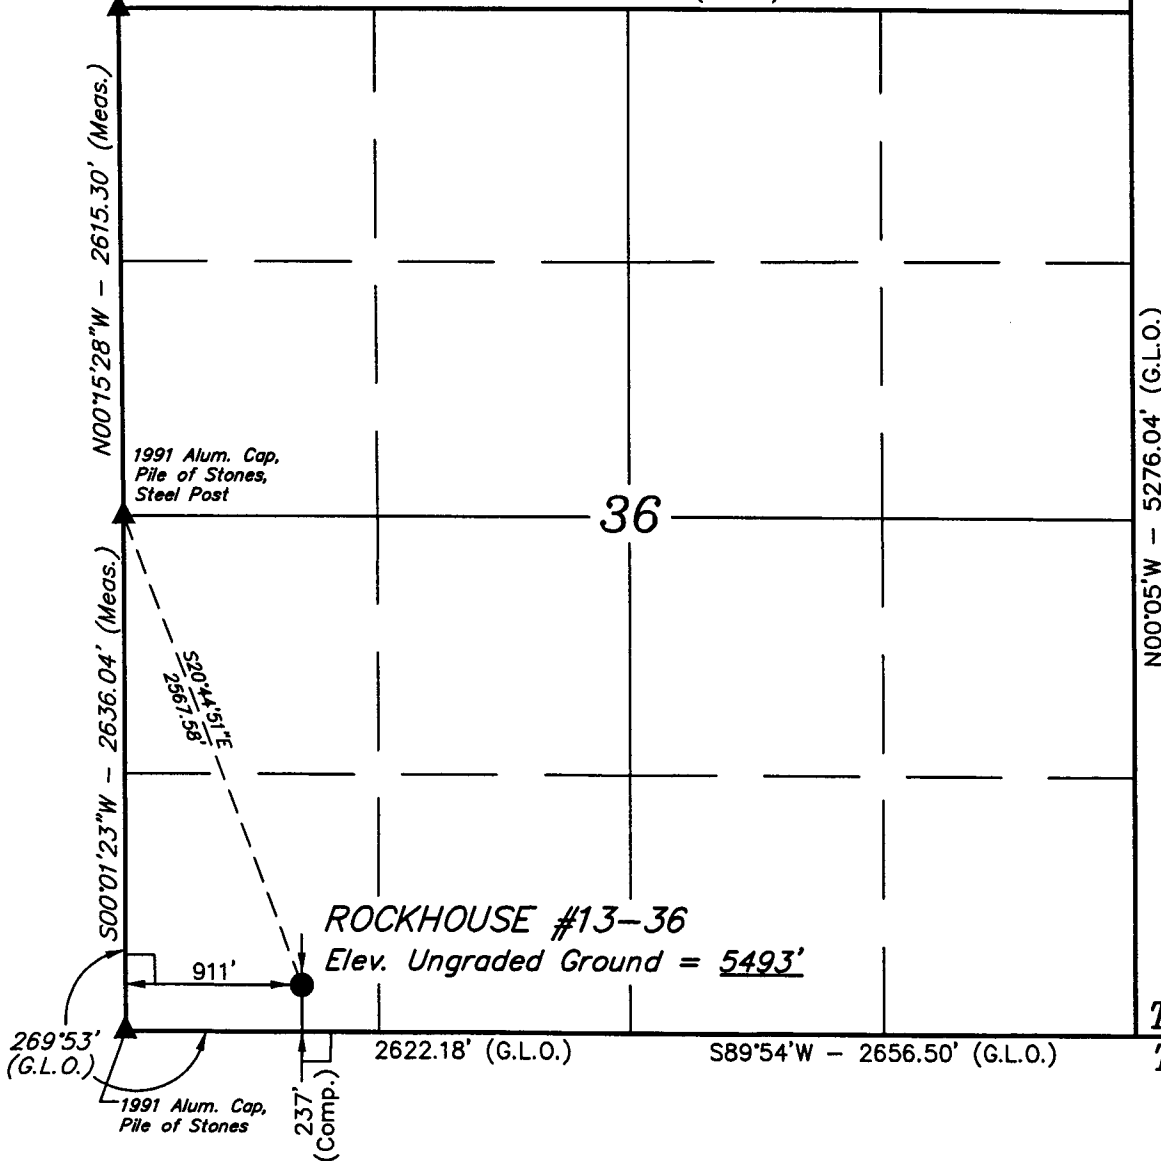 N00°15'28"W - 2615.30' (Meas.)
1991 Alum. Cap,
Pile of Stones,
Steel Post
36
N00°05'W - 5276.04' (G.L.O.)
S00°01'23"W - 2636.04' (Meas.)
S20°44'51"E
2567.58'
ROCKHOUSE #13-36
Elev. Ungraded Ground = 5493'
911'
269°53'
(G.L.O.)
2622.18' (G.L.O.)
S89°54'W - 2656.50' (G.L.O.)
1991 Alum. Cap,
Pile of Stones
237'
(Comp.)